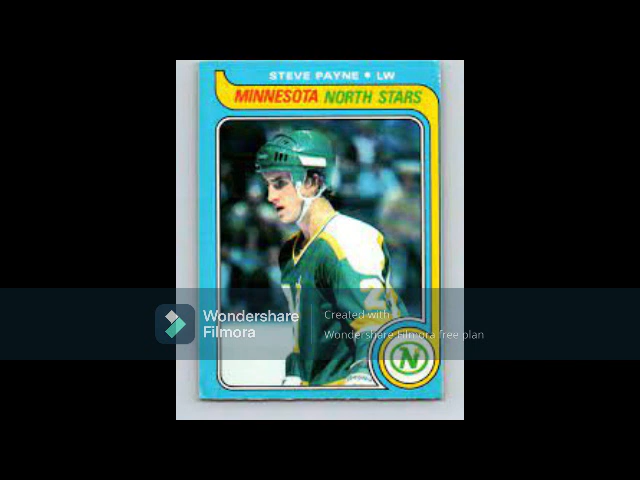 STEVE PAYNE • LW
MINNESOTA NORTH STARS
N
Wondershare
Filmora
Created with
Wondershare Filmora free plan